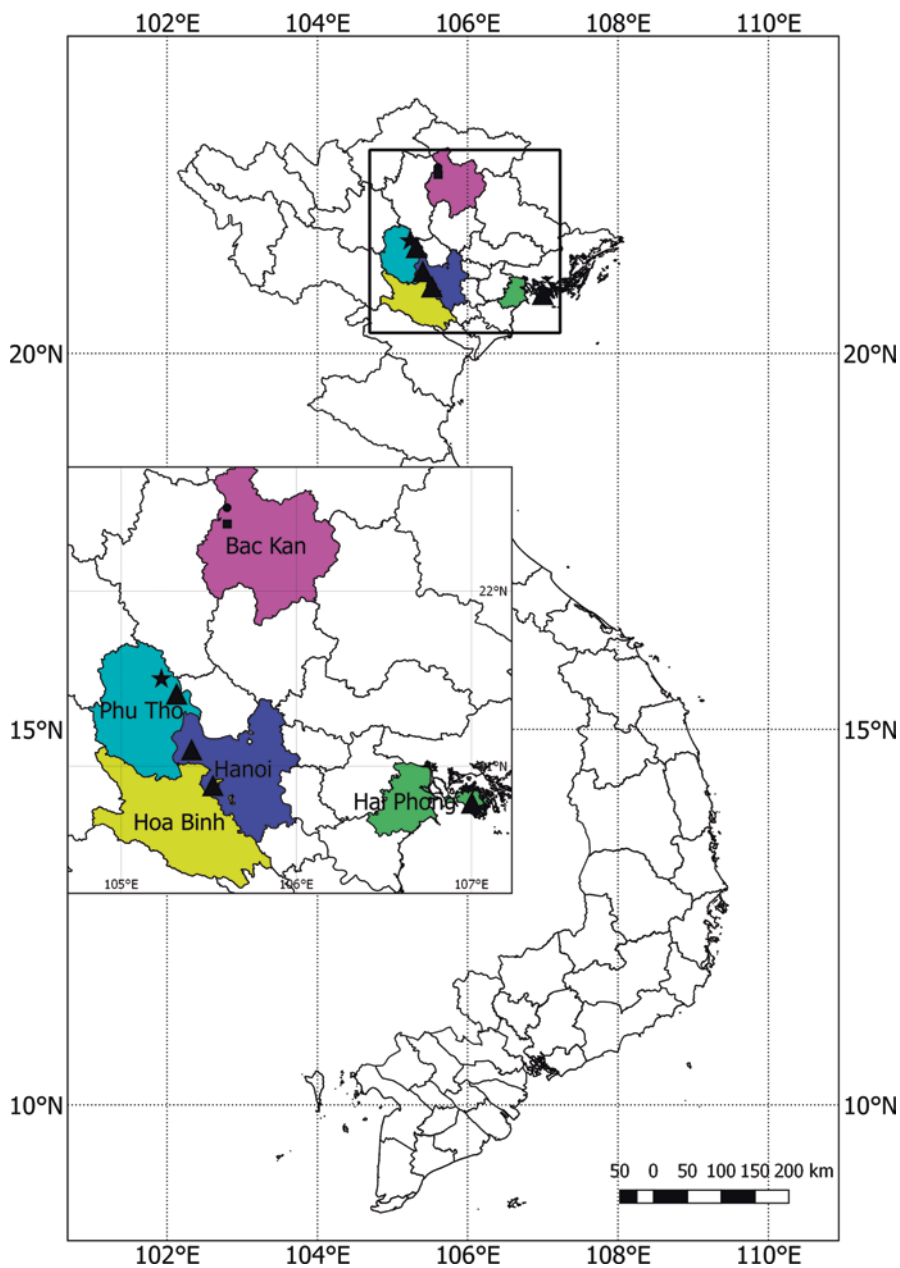 102°E 104°E 106°E 108°E 110°E
20°N 20°N
Bac Kan
22°N
Phu Tho
15°N 15°N
21°N
Hanoi
Hai Phong
Hoa Binh
105°E 106°E 107°E
10°N 10°N
50 0 50 100 150 200 km
102°E 104°E 106°E 108°E 110°E